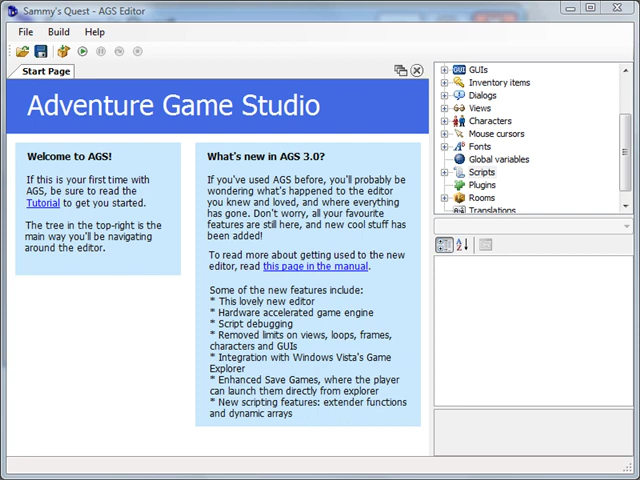 Sammy's Quest - AGS Editor
File Build Help
Start Page
Adventure Game Studio
Welcome to AGS!
If this is your first time with
AGS, be sure to read the
Tutorial to get you started.
The tree in the top-right is the
main way you'll be navigating
around the editor.
What's new in AGS 3.0?
If you've used AGS before, you'll probably be
wondering what's happened to the editor
you knew and loved, and where everything
has gone. Don't worry, all your favourite
features are still here, and new cool stuff has
been added!
To read more about getting used to the new
editor, read this page in the manual.
Some of the new features include:
* This lovely new editor
* Hardware accelerated game engine
* Script debugging
* Removed limits on views, loops, frames,
characters and GUIs
* Integration with Windows Vista's Game
Explorer
* Enhanced Save Games, where the player
can launch them directly from explorer
* New scripting features: extender functions
and dynamic arrays
GUI GUIs
Inventory items
Dialogs
Views
Characters
Mouse cursors
Fonts
Global variables
Scripts
Plugins
Rooms
Translations